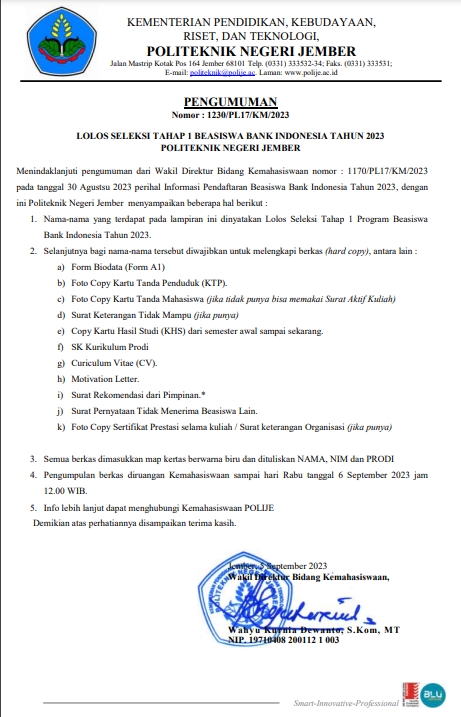 KEMENTERIAN PENDIDIKAN, KEBUDAYAAN,
RISET, DAN TEKNOLOGI,
POLITEKNIK NEGERI JEMBER
Jalan Mastrip Kotak Pos 164 Jember 68101 Telp. (0331) 333532-34; Faks. (0331) 333531;
E-mail: politeknik@polije.ac. Laman: www.polije.ac.id
PENGUMUMAN
Nomor : 1230/PL17/KM/2023
LOLOS SELEKSI TAHAP 1 BEASISWA BANK INDONESIA TAHUN 2023
POLITEKNIK NEGERI JEMBER
Menindaklanjuti pengumuman dari Wakil Direktur Bidang Kemahasiswaan nomor : 1170/PL17/KM/2023
pada tanggal 30 Agustsu 2023 perihal Informasi Pendaftaran Beasiswa Bank Indonesia Tahun 2023, dengan
ini Politeknik Negeri Jember menyampaikan beberapa hal berikut :
1. Nama-nama yang terdapat pada lampiran ini dinyatakan Lolos Seleksi Tahap 1 Program Beasiswa
Bank Indonesia Tahun 2023.
2. Selanjutnya bagi nama-nama tersebut diwajibkan untuk melengkapi berkas (hard copy), antara lain :
a) Form Biodata (Form A1)
b) Foto Copy Kartu Tanda Penduduk (KTP).
c) Foto Copy Kartu Tanda Mahasiswa (jika tidak punya bisa memakai Surat Aktif Kuliah)
d) Surat Keterangan Tidak Mampu (jika punya)
e) Copy Kartu Hasil Studi (KHS) dari semester awal sampai sekarang.
f) SK Kurikulum Prodi
g) Curiculum Vitae (CV).
h) Motivation Letter.
i) Surat Rekomendasi dari Pimpinan.*
j) Surat Pernyataan Tidak Menerima Beasiswa Lain.
k) Foto Copy Sertifikat Prestasi selama kuliah / Surat keterangan Organisasi (jika punya)
3. Semua berkas dimasukkan map kertas berwarna biru dan dituliskan NAMA, NIM dan PRODI
4. Pengumpulan berkas diruangan Kemahasiswaan sampai hari Rabu tanggal 6 September 2023 jam
12.00 WIB.
5. Info lebih lanjut dapat menghubungi Kemahasiswaan POLIJE
Demikian atas perhatiannya disampaikan terima kasih.
Jember, 5 September 2023
Wakil Direktur Bidang Kemahasiswaan,
Wahyu Kurnia Dewanto, S.Kom, MT
NIP. 19710408 200112 1 003
Smart-Innovative-Professional
BLU